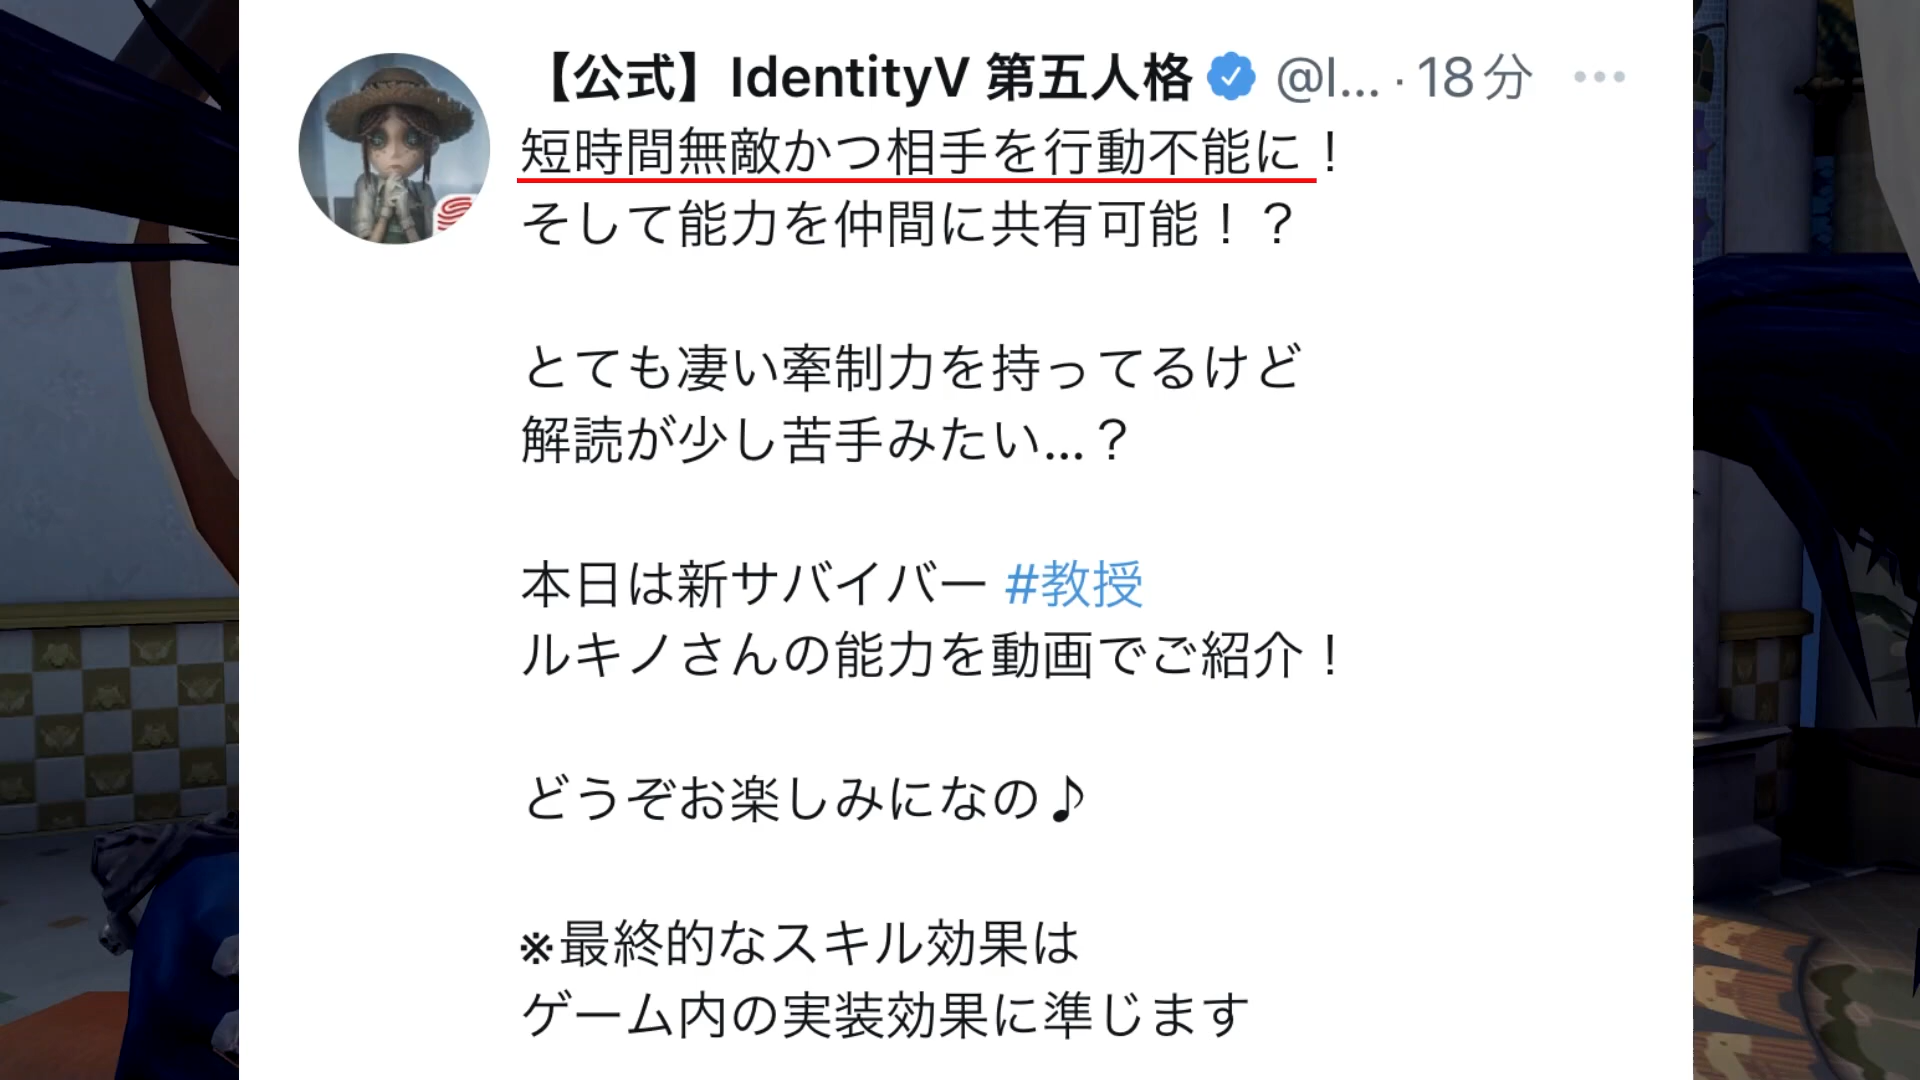 【公式】IdentityV 第五人格 @I... · 18分
短時間無敵かつ相手を行動不能に！
そして能力を仲間に共有可能！？
とても凄い牽制力を持ってるけど
解読が少し苦手みたい...？
本日は新サバイバー #教授
ルキノさんの能力を動画でご紹介！
どうぞお楽しみになの♪
※最終的なスキル効果は
ゲーム内の実装効果に準じます